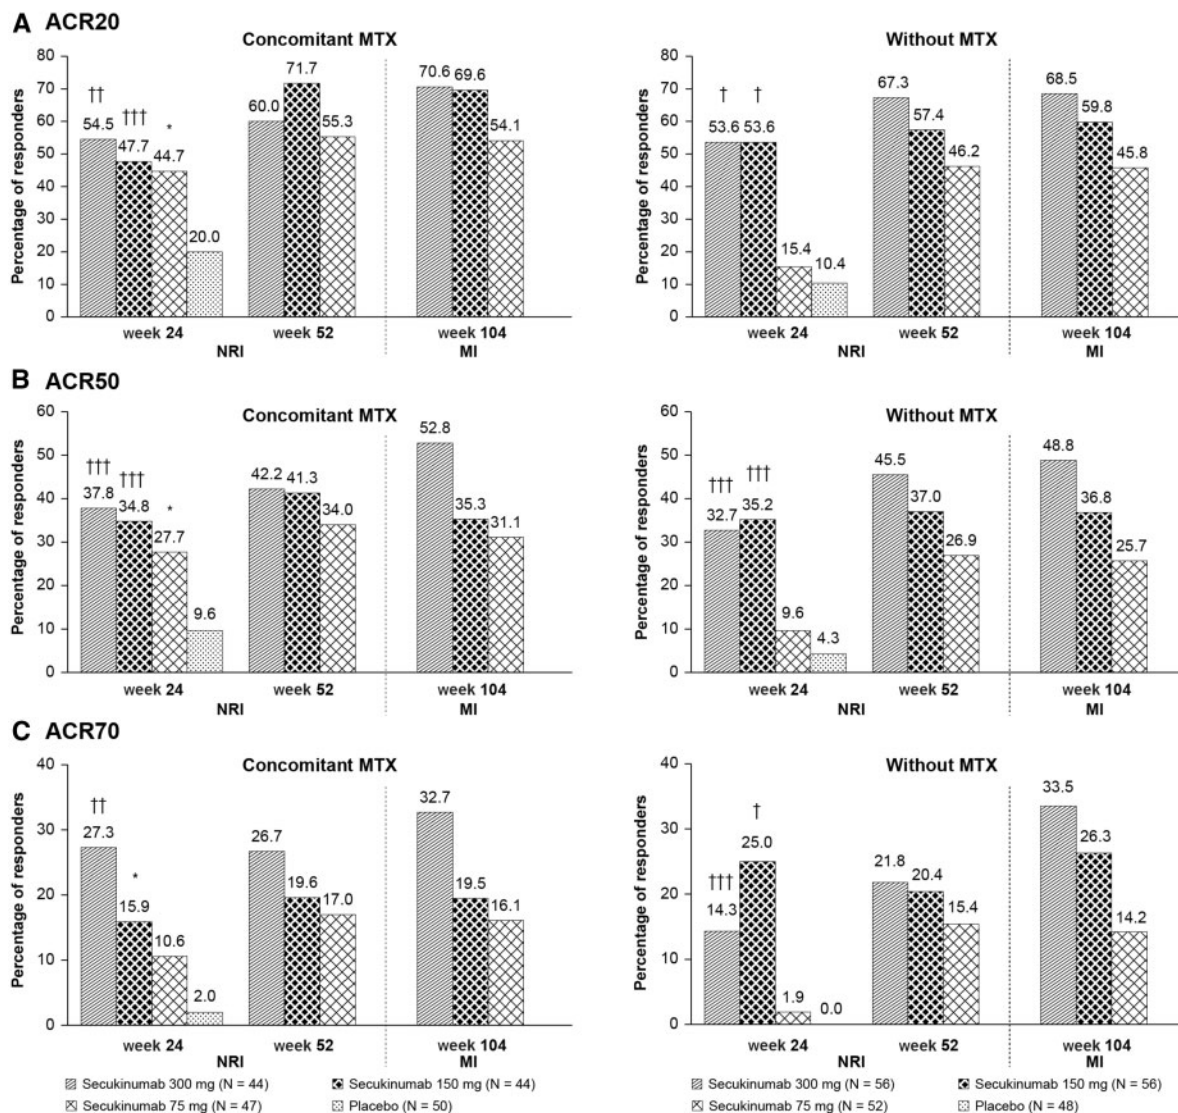 A ACR20
Concomitant MTX
Percentage of responders
80
70
60
50
40
30
20
10
0
††
54.5
†††
47.7
*
44.7
20.0
60.0
71.7
55.3
70.6
69.6
54.1
week 24
week 52
week 104
NRI
MI
Without MTX
Percentage of responders
80
70
60
50
40
30
20
10
0
†
53.6
†
53.6
15.4
10.4
67.3
57.4
46.2
68.5
59.8
45.8
week 24
week 52
week 104
NRI
MI
B ACR50
Concomitant MTX
Percentage of responders
60
50
40
30
20
10
0
†††
37.8
†††
34.8
*
27.7
9.6
42.2
41.3
34.0
52.8
35.3
31.1
week 24
week 52
week 104
NRI
MI
Without MTX
Percentage of responders
60
50
40
30
20
10
0
†††
32.7
†††
35.2
9.6
4.3
45.5
37.0
26.9
48.8
36.8
25.7
week 24
week 52
week 104
NRI
MI
C ACR70
Concomitant MTX
Percentage of responders
40
30
20
10
0
††
27.3
*
15.9
10.6
2.0
26.7
19.6
17.0
32.7
19.5
16.1
week 24
week 52
week 104
NRI
MI
Without MTX
Percentage of responders
40
30
20
10
0
†††
14.3
†
25.0
1.9
0.0
21.8
20.4
15.4
33.5
26.3
14.2
week 24
week 52
week 104
NRI
MI
Secukinumab 300 mg (N = 44)
Secukinumab 150 mg (N = 44)
Secukinumab 75 mg (N = 47)
Placebo (N = 50)
Secukinumab 300 mg (N = 56)
Secukinumab 150 mg (N = 56)
Secukinumab 75 mg (N = 52)
Placebo (N = 48)